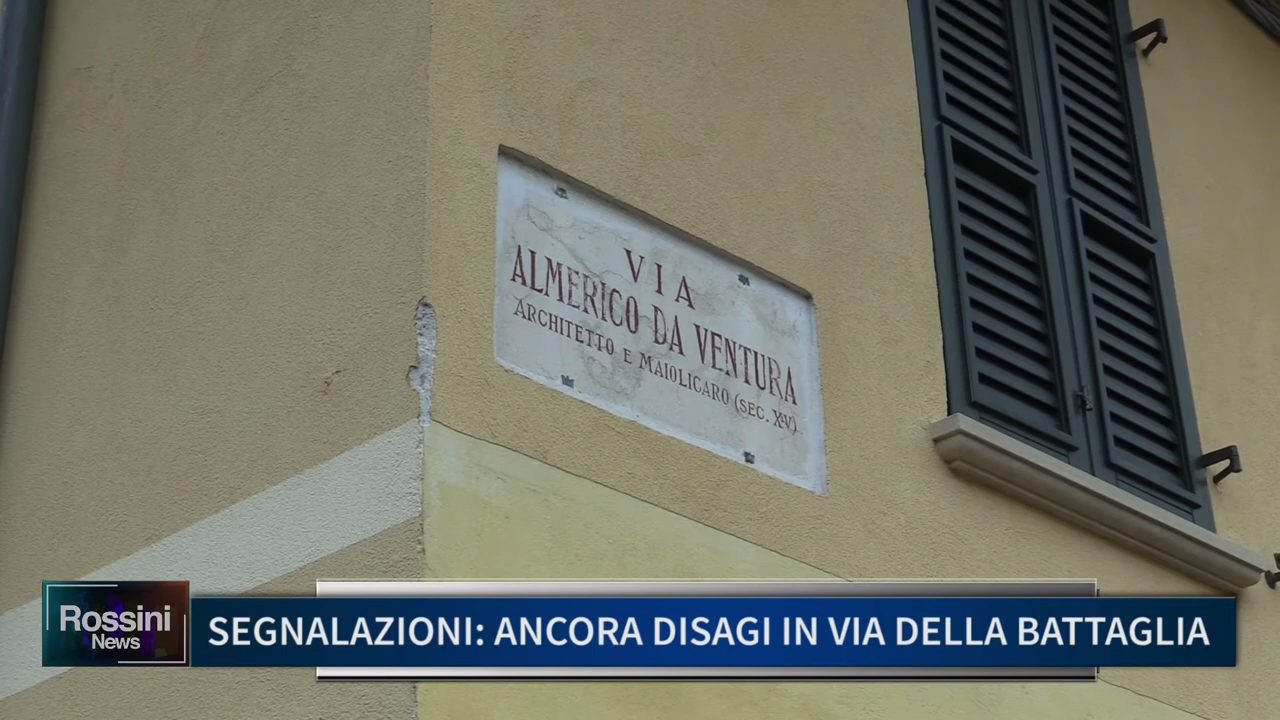 VIA
ALMERICO DA VENTURA
ARCHITETTO E MAIOLICARO (SEC. XV)
Rossini
News
SEGNALAZIONI: ANCORA DISAGI IN VIA DELLA BATTAGLIA